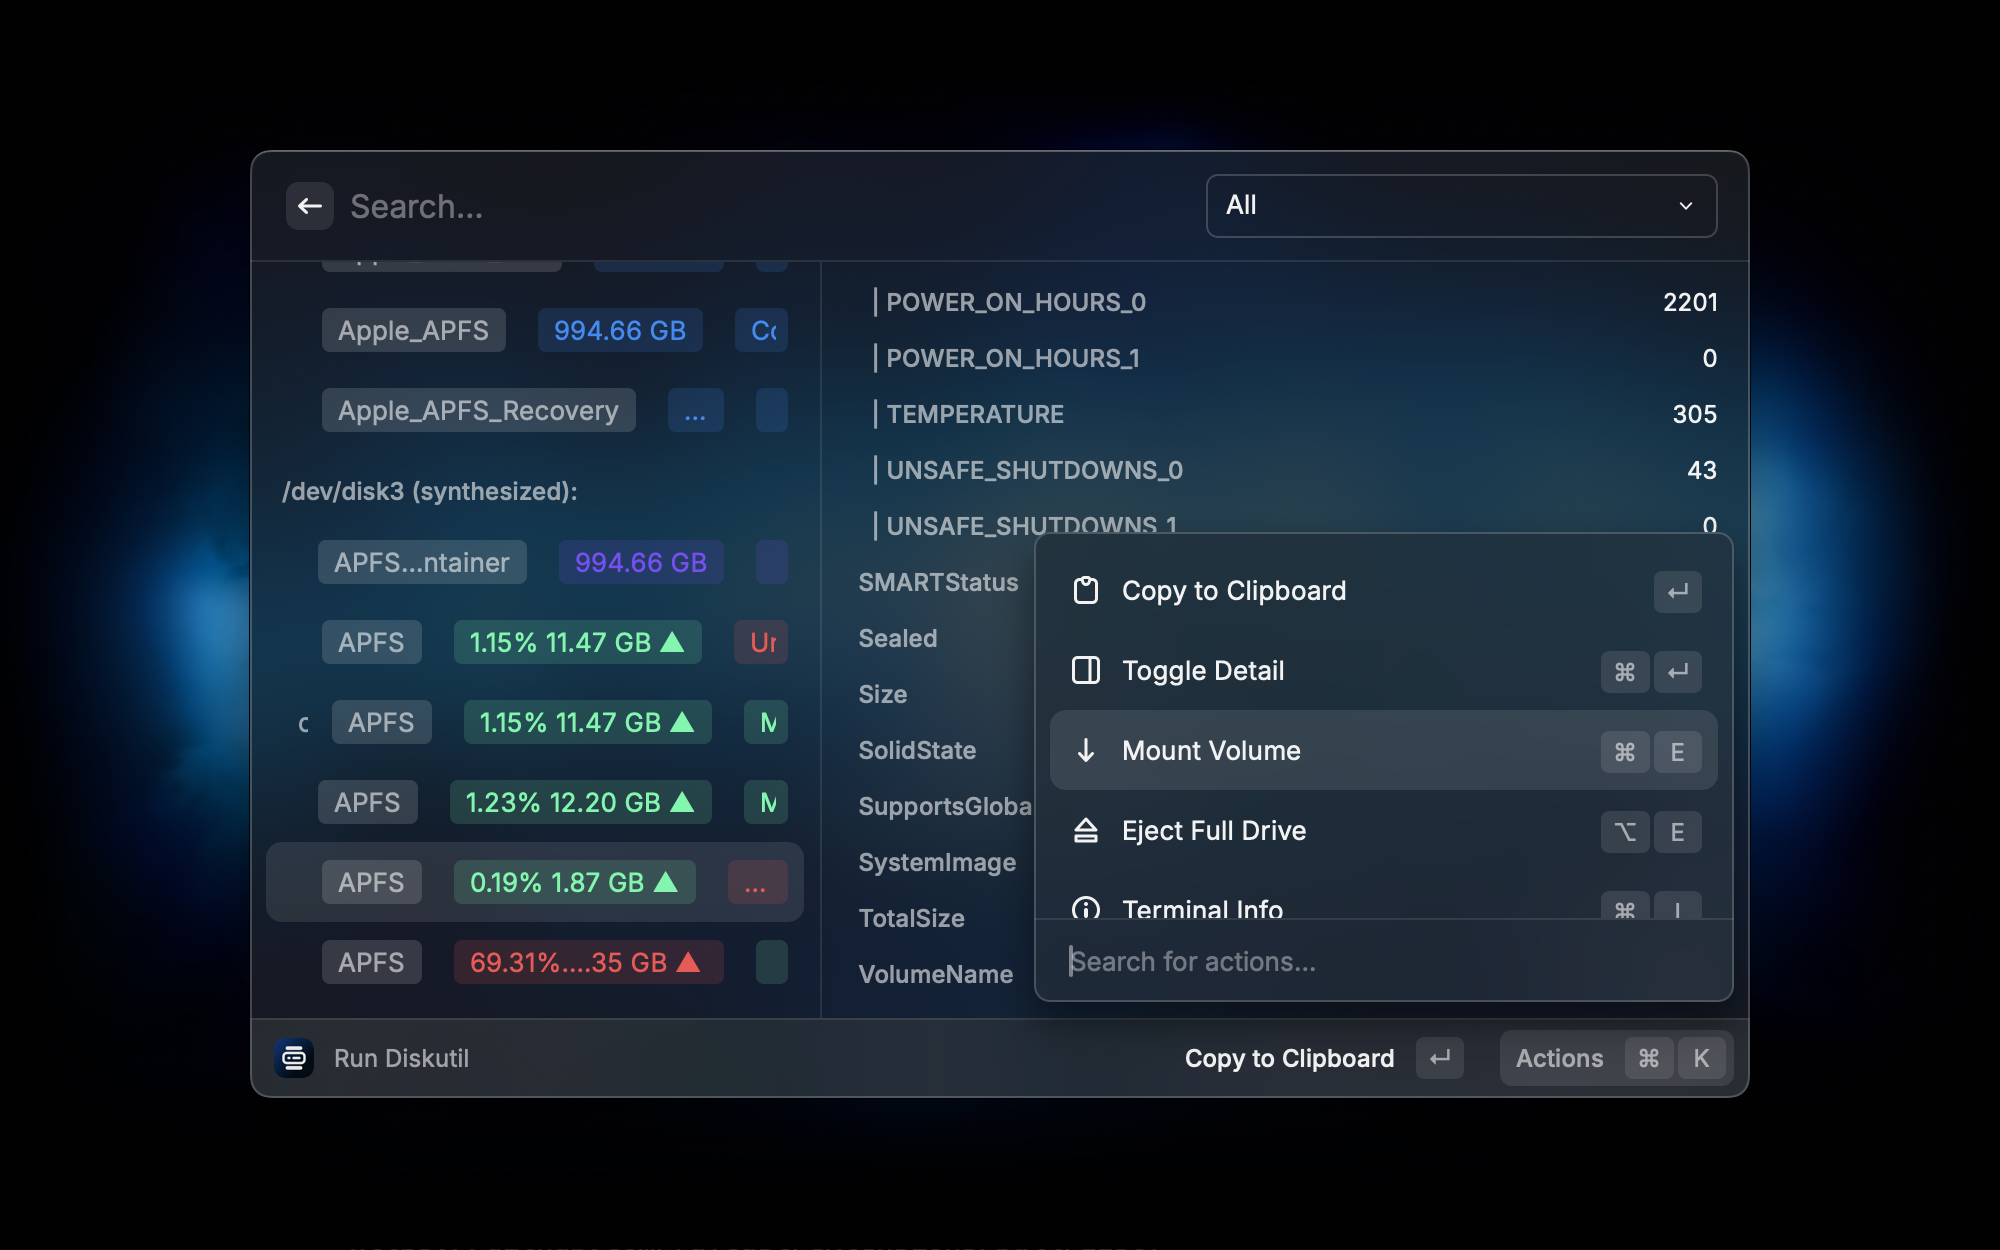 Search...
All
Apple_APFS 994.66 GB
Apple_APFS_Recovery ...
/dev/disk3 (synthesized):
APFS...ntainer 994.66 GB
APFS 1.15% 11.47 GB ▲
APFS 1.15% 11.47 GB ▲
APFS 1.23% 12.20 GB ▲
APFS 0.19% 1.87 GB ▲ ...
APFS 69.31%....35 GB ▲
| POWER_ON_HOURS_0 2201
| POWER_ON_HOURS_1 0
| TEMPERATURE 305
| UNSAFE_SHUTDOWNS_0 43
| UNSAFE_SHUTDOWNS_1 0
SMARTStatus
Sealed
Size
SolidState
SupportsGloba
SystemImage
TotalSize
VolumeName
Copy to Clipboard ↵
Toggle Detail ⌘ ↵
Mount Volume ⌘ E
Eject Full Drive ⌥ E
Terminal Info ⌘ I
Search for actions...
Run Diskutil
Copy to Clipboard ↵
Actions ⌘ K